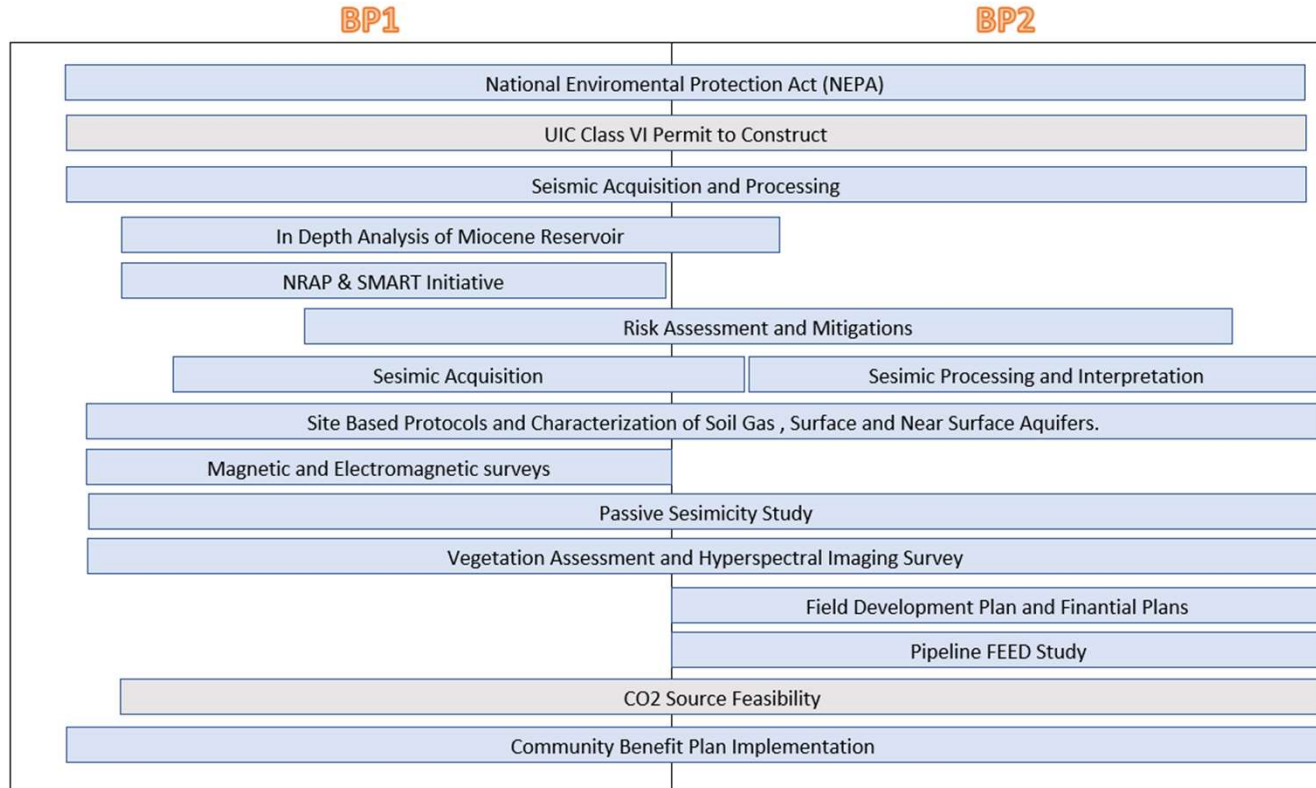 BP1 BP2
National Enviromental Protection Act (NEPA)
UIC Class VI Permit to Construct
Seismic Acquisition and Processing
In Depth Analysis of Miocene Reservoir
NRAP & SMART Initiative
Risk Assessment and Mitigations
Sesimic Acquisition
Sesimic Processing and Interpretation
Site Based Protocols and Characterization of Soil Gas , Surface and Near Surface Aquifers.
Magnetic and Electromagnetic surveys
Passive Sesimicity Study
Vegetation Assessment and Hyperspectral Imaging Survey
Field Development Plan and Finantial Plans
Pipeline FEED Study
CO2 Source Feasibility
Community Benefit Plan Implementation